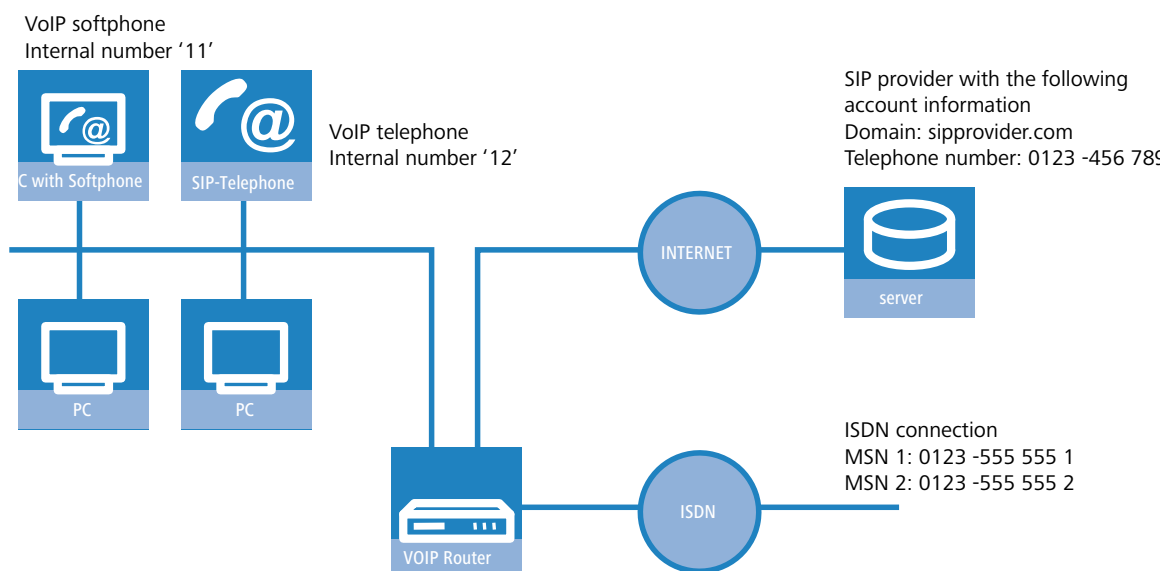 VoIP softphone
Internal number ‘11’
C with Softphone
SIP-Telephone
VoIP telephone
Internal number ‘12’
SIP provider with the following
account information
Domain: sipprovider.com
Telephone number: 0123 -456 789
INTERNET
server
PC
PC
ISDN connection
MSN 1: 0123 -555 555 1
MSN 2: 0123 -555 555 2
ISDN
VOIP Router